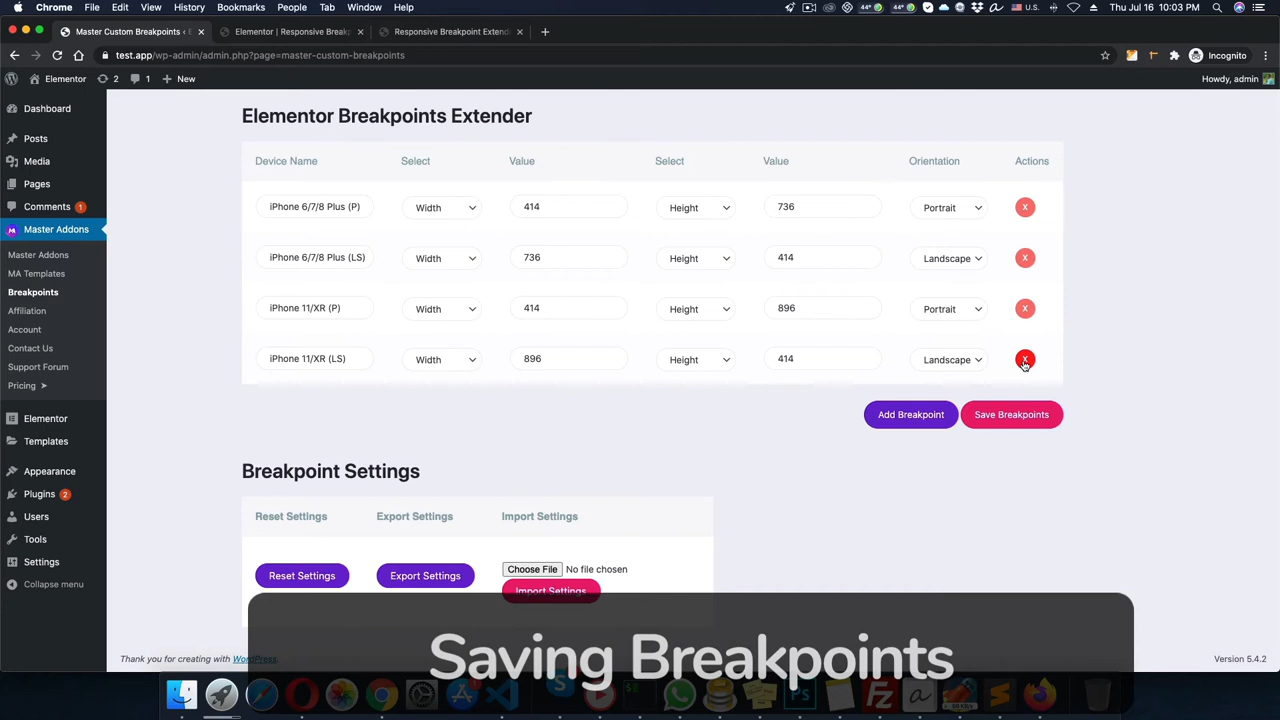 Chrome File Edit View History Bookmarks People Tab Window Help 44° 44° U.S. Thu Jul 16 10:03 PM
Master Custom Breakpoints ‹ E
Elementor | Responsive Breakp
Responsive Breakpoint Extend
test.app/wp-admin/admin.php?page=master-custom-breakpoints
Incognito
Elementor 2 1 New
Howdy, admin
Dashboard
Posts
Media
Pages
Comments 1
Master Addons
Master Addons
MA Templates
Breakpoints
Affiliation
Account
Contact Us
Support Forum
Pricing ➤
Elementor
Templates
Appearance
Plugins 2
Users
Tools
Settings
Collapse menu
Elementor Breakpoints Extender
Device Name Select Value Select Value Orientation Actions
iPhone 6/7/8 Plus (P) Width 414 Height 736 Portrait X
iPhone 6/7/8 Plus (LS) Width 736 Height 414 Landscape X
iPhone 11/XR (P) Width 414 Height 896 Portrait X
iPhone 11/XR (LS) Width 896 Height 414 Landscape X
Add Breakpoint Save Breakpoints
Breakpoint Settings
Reset Settings Export Settings Import Settings
Choose File No file chosen
Reset Settings Export Settings Import Settings
Saving Breakpoints
Thank you for creating with WordPress.
Version 5.4.2